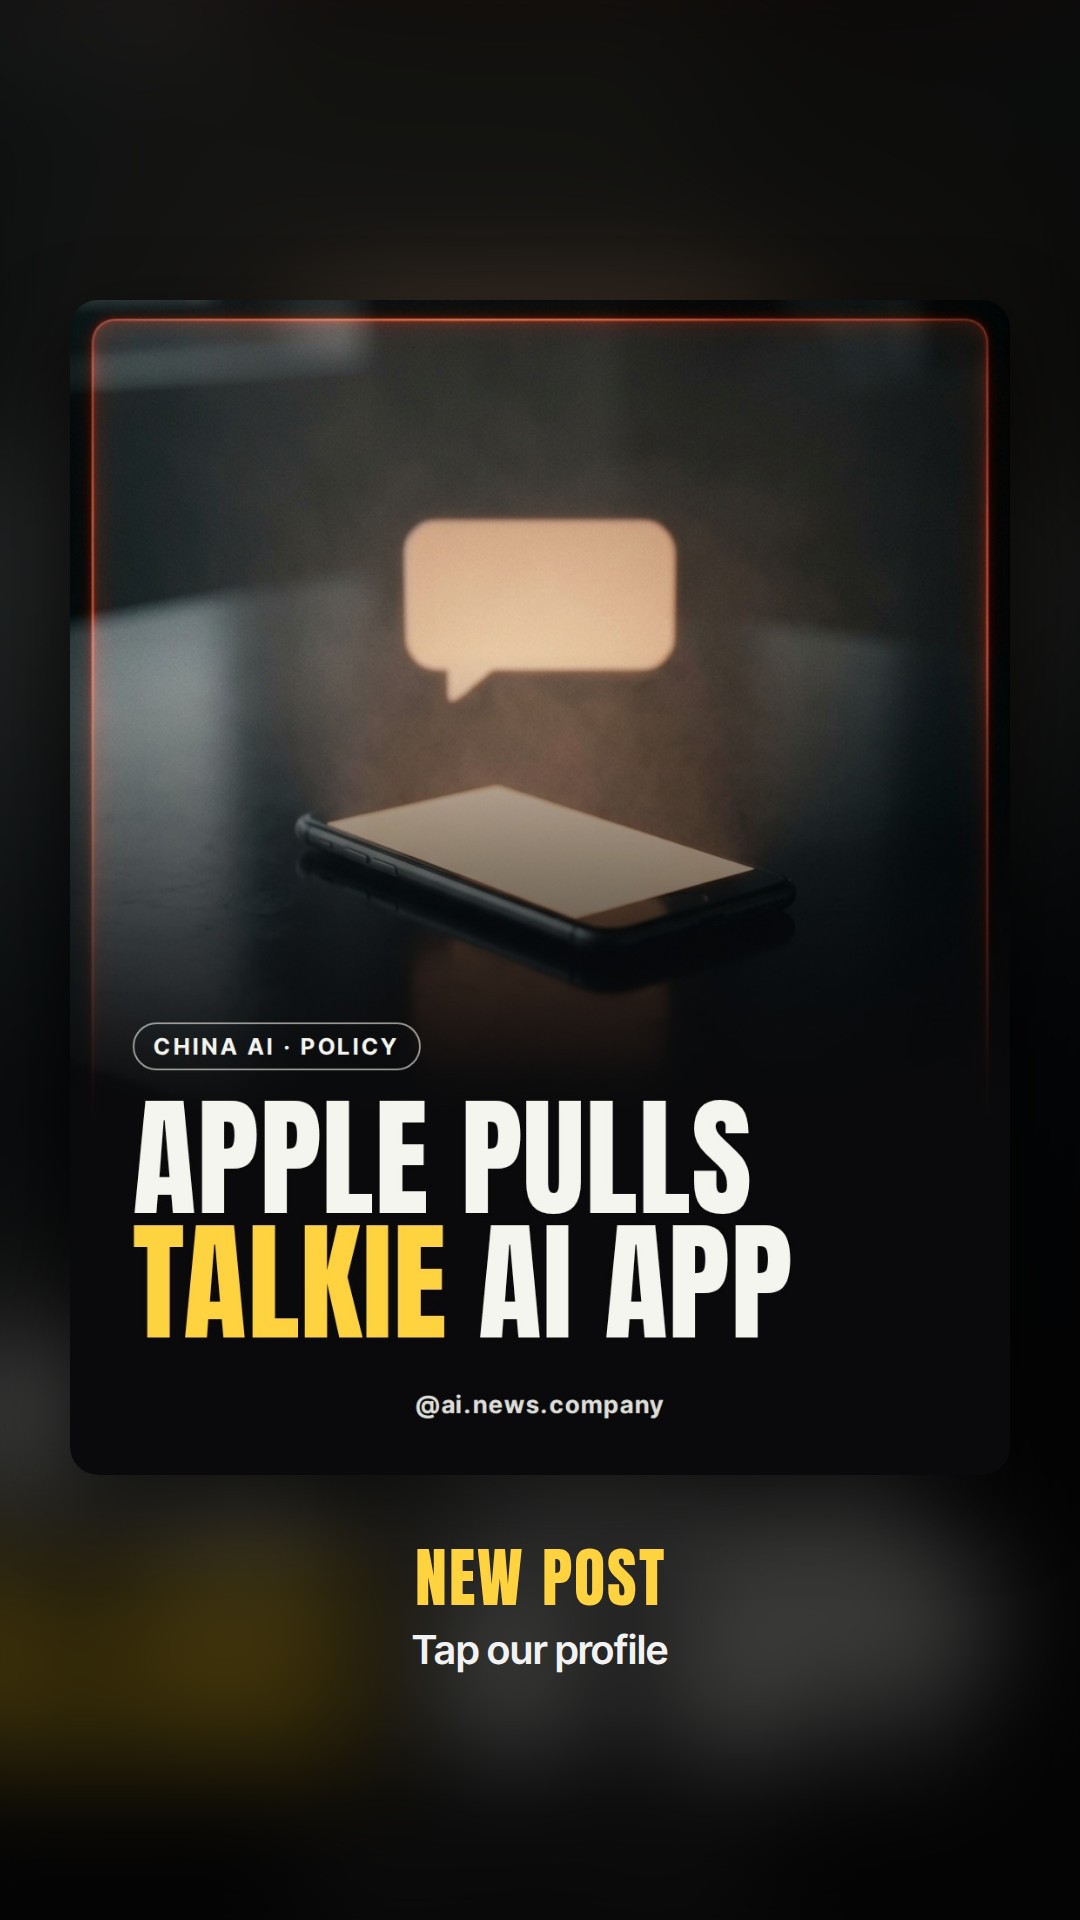 CHINA AI · POLICY
APPLE PULLS
TALKIE AI APP
@ai.news.company
NEW POST
Tap our profile